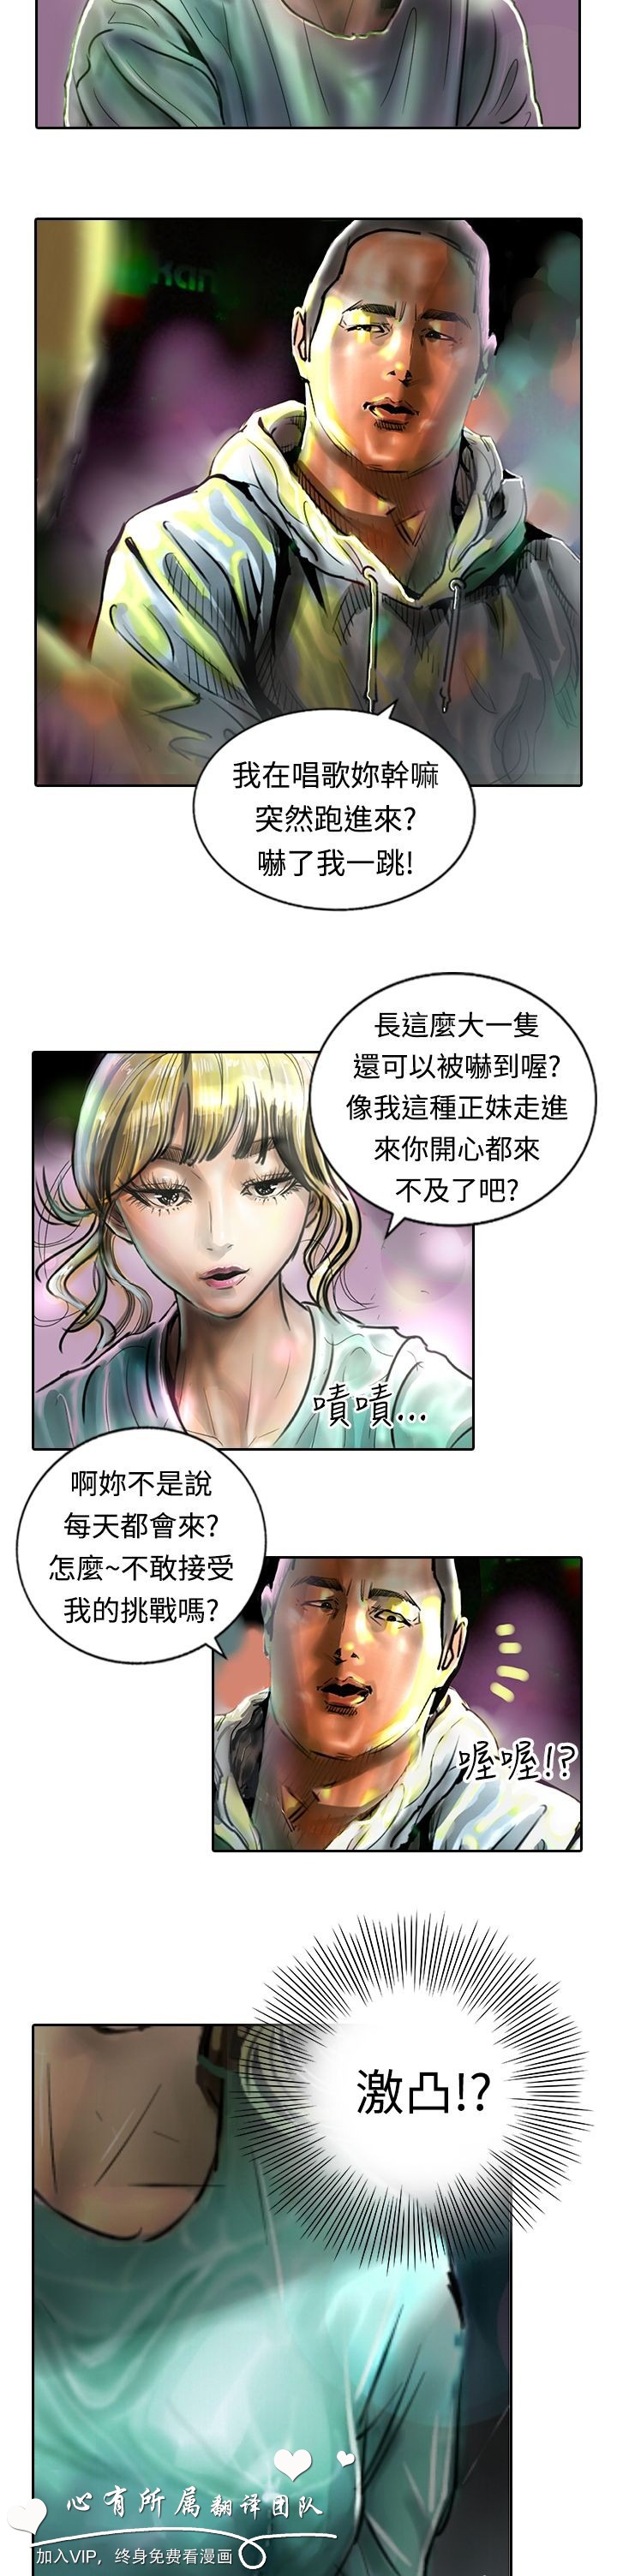 我在唱歌妳幹嘛
突然跑進來?
嚇了我一跳!
長這麼大一隻
還可以被嚇到喔?
像我這種正妹走進
來你開心都來
不及了吧?
嘖嘖...
啊妳不是說
每天都會來?
怎麼~不敢接受
我的挑戰嗎?
喔喔!?
激凸!?
心有所属翻译团队
加入VIP，终身免费看漫画